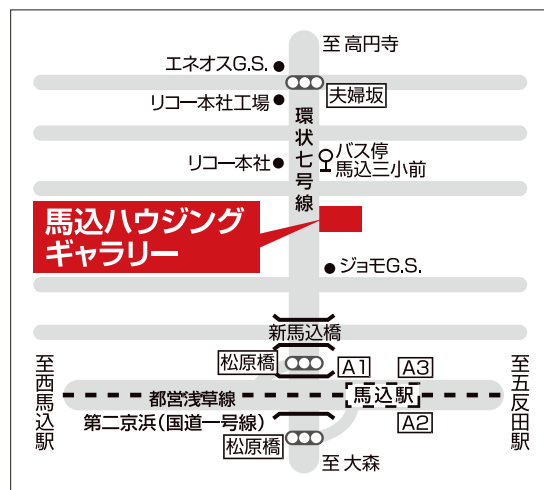 至高円寺
エネオスG.S.
夫婦坂
リコー本社工場
環状七号線
バス停
馬込三小前
リコー本社
馬込ハウジング
ギャラリー
ジョモG.S.
新馬込橋
松原橋
A1
A3
至西馬込駅
都営浅草線
馬込駅
至五反田駅
第二京浜(国道一号線)
A2
松原橋
至大森